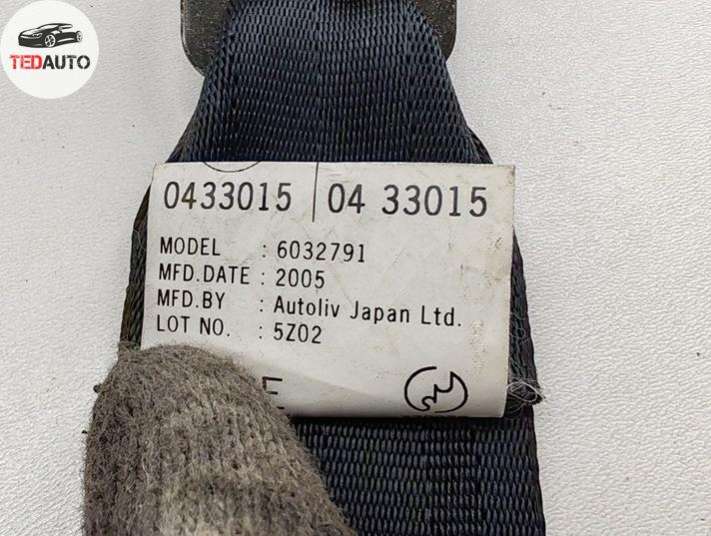 TEDAUTO
0433015 | 04 33015
MODEL : 6032791
MFD.DATE : 2005
MFD.BY : Autoliv Japan Ltd.
LOT NO. : 5Z02
E